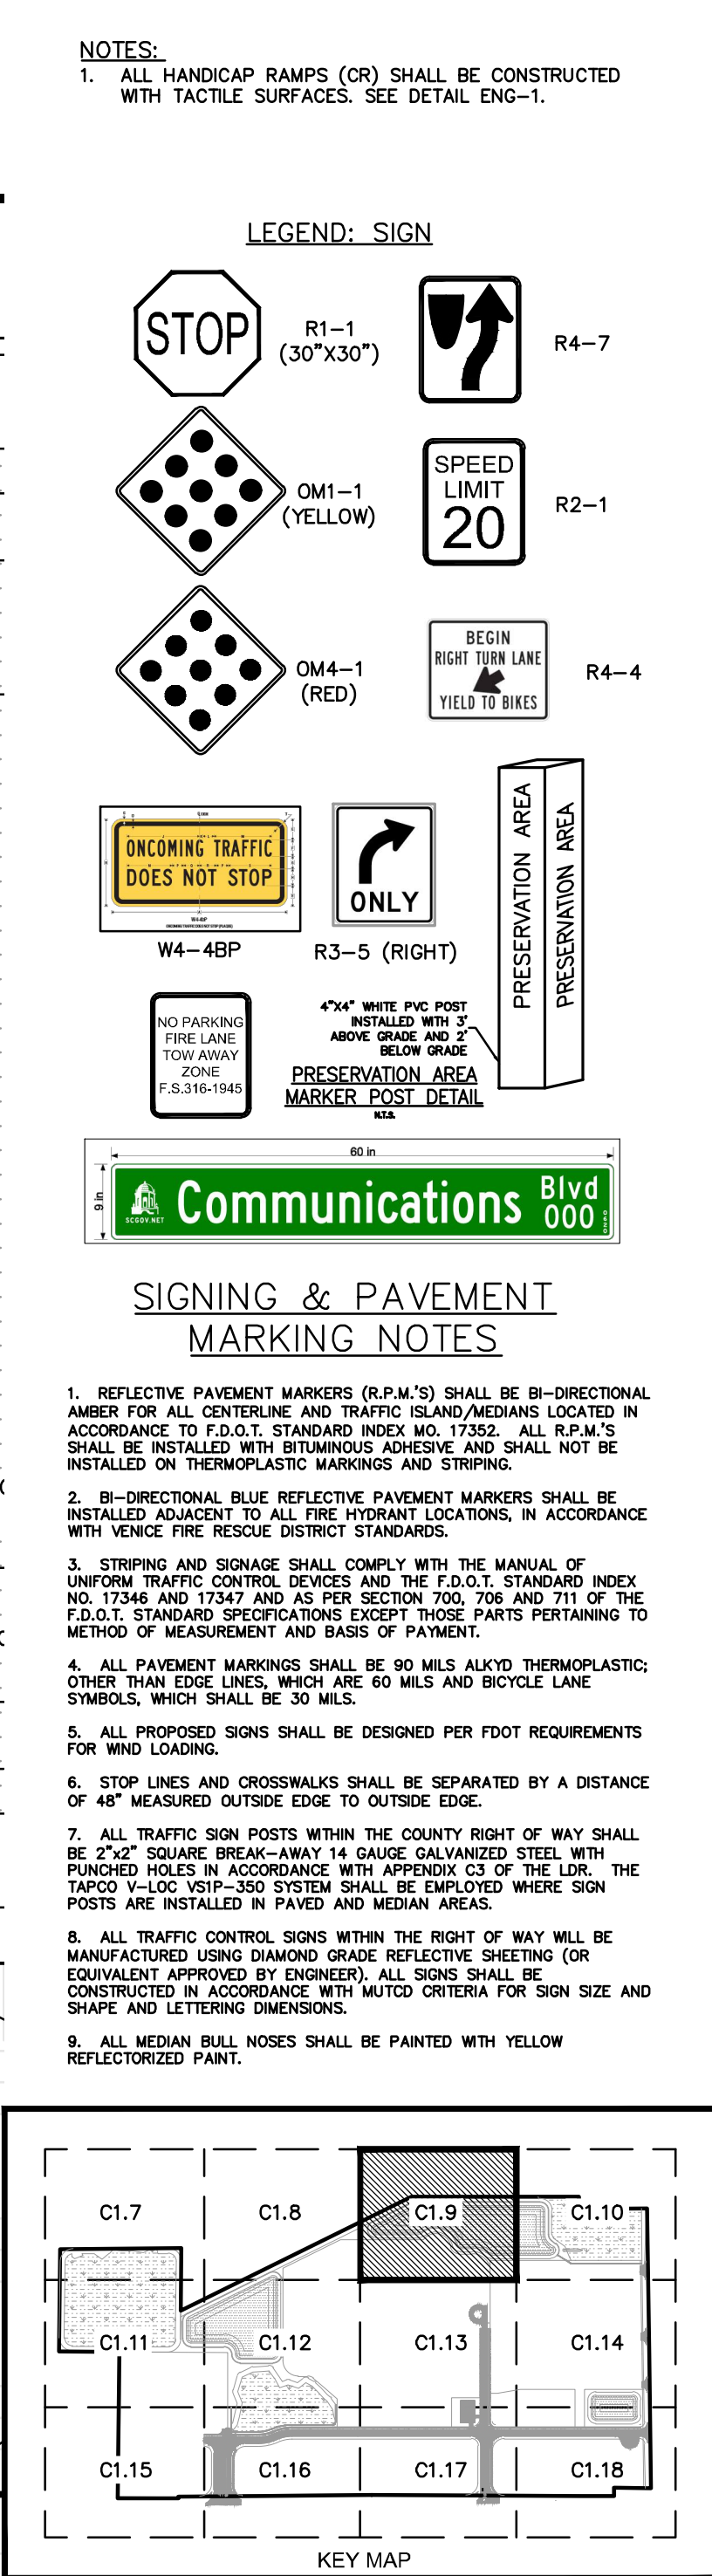 NOTES:
1. ALL HANDICAP RAMPS (CR) SHALL BE CONSTRUCTED
WITH TACTILE SURFACES. SEE DETAIL ENG-1.
LEGEND: SIGN
STOP
R1-1
(30"X30")
R4-7
OM1-1
(YELLOW)
SPEED
LIMIT
20
R2-1
OM4-1
(RED)
BEGIN
RIGHT TURN LANE
YIELD TO BIKES
R4-4
ONCOMING TRAFFIC
DOES NOT STOP
W4-4P
W4-4BP
ONLY
R3-5 (RIGHT)
PRESERVATION AREA
PRESERVATION AREA
NO PARKING
FIRE LANE
TOW AWAY
ZONE
F.S.316-1945
4"X4" WHITE PVC POST
INSTALLED WITH 3'
ABOVE GRADE AND 2'
BELOW GRADE
PRESERVATION AREA
MARKER POST DETAIL
N.T.S.
60 in
9 in
SCGOV.NET
Communications Blvd
000
SIGNING & PAVEMENT
MARKING NOTES
1. REFLECTIVE PAVEMENT MARKERS (R.P.M.'S) SHALL BE BI-DIRECTIONAL
AMBER FOR ALL CENTERLINE AND TRAFFIC ISLAND/MEDIANS LOCATED IN
ACCORDANCE TO F.D.O.T. STANDARD INDEX MO. 17352. ALL R.P.M.'S
SHALL BE INSTALLED WITH BITUMINOUS ADHESIVE AND SHALL NOT BE
INSTALLED ON THERMOPLASTIC MARKINGS AND STRIPING.
2. BI-DIRECTIONAL BLUE REFLECTIVE PAVEMENT MARKERS SHALL BE
INSTALLED ADJACENT TO ALL FIRE HYDRANT LOCATIONS, IN ACCORDANCE
WITH VENICE FIRE RESCUE DISTRICT STANDARDS.
3. STRIPING AND SIGNAGE SHALL COMPLY WITH THE MANUAL OF
UNIFORM TRAFFIC CONTROL DEVICES AND THE F.D.O.T. STANDARD INDEX
NO. 17346 AND 17347 AND AS PER SECTION 700, 706 AND 711 OF THE
F.D.O.T. STANDARD SPECIFICATIONS EXCEPT THOSE PARTS PERTAINING TO
METHOD OF MEASUREMENT AND BASIS OF PAYMENT.
4. ALL PAVEMENT MARKINGS SHALL BE 90 MILS ALKYD THERMOPLASTIC;
OTHER THAN EDGE LINES, WHICH ARE 60 MILS AND BICYCLE LANE
SYMBOLS, WHICH SHALL BE 30 MILS.
5. ALL PROPOSED SIGNS SHALL BE DESIGNED PER FDOT REQUIREMENTS
FOR WIND LOADING.
6. STOP LINES AND CROSSWALKS SHALL BE SEPARATED BY A DISTANCE
OF 48" MEASURED OUTSIDE EDGE TO OUTSIDE EDGE.
7. ALL TRAFFIC SIGN POSTS WITHIN THE COUNTY RIGHT OF WAY SHALL
BE 2"x2" SQUARE BREAK-AWAY 14 GAUGE GALVANIZED STEEL WITH
PUNCHED HOLES IN ACCORDANCE WITH APPENDIX C3 OF THE LDR. THE
TAPCO V-LOC VS1P-350 SYSTEM SHALL BE EMPLOYED WHERE SIGN
POSTS ARE INSTALLED IN PAVED AND MEDIAN AREAS.
8. ALL TRAFFIC CONTROL SIGNS WITHIN THE RIGHT OF WAY WILL BE
MANUFACTURED USING DIAMOND GRADE REFLECTIVE SHEETING (OR
EQUIVALENT APPROVED BY ENGINEER). ALL SIGNS SHALL BE
CONSTRUCTED IN ACCORDANCE WITH MUTCD CRITERIA FOR SIGN SIZE AND
SHAPE AND LETTERING DIMENSIONS.
9. ALL MEDIAN BULL NOSES SHALL BE PAINTED WITH YELLOW
REFLECTORIZED PAINT.
C1.7 C1.8 C1.9 C1.10
C1.11 C1.12 C1.13 C1.14
C1.15 C1.16 C1.17 C1.18
KEY MAP